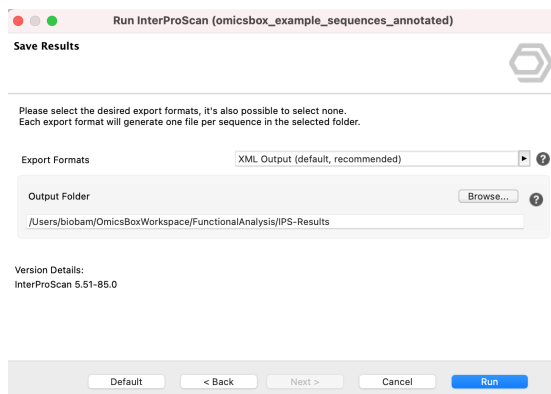 Run InterProScan (omicsbox_example_sequences_annotated)
Save Results
Please select the desired export formats, it's also possible to select none.
Each export format will generate one file per sequence in the selected folder.
Export Formats
XML Output (default, recommended)
?
Output Folder
Browse...
?
/Users/biobam/OmicsBoxWorkspace/FunctionalAnalysis/IPS-Results
Version Details:
InterProScan 5.51-85.0
Default
< Back
Next >
Cancel
Run